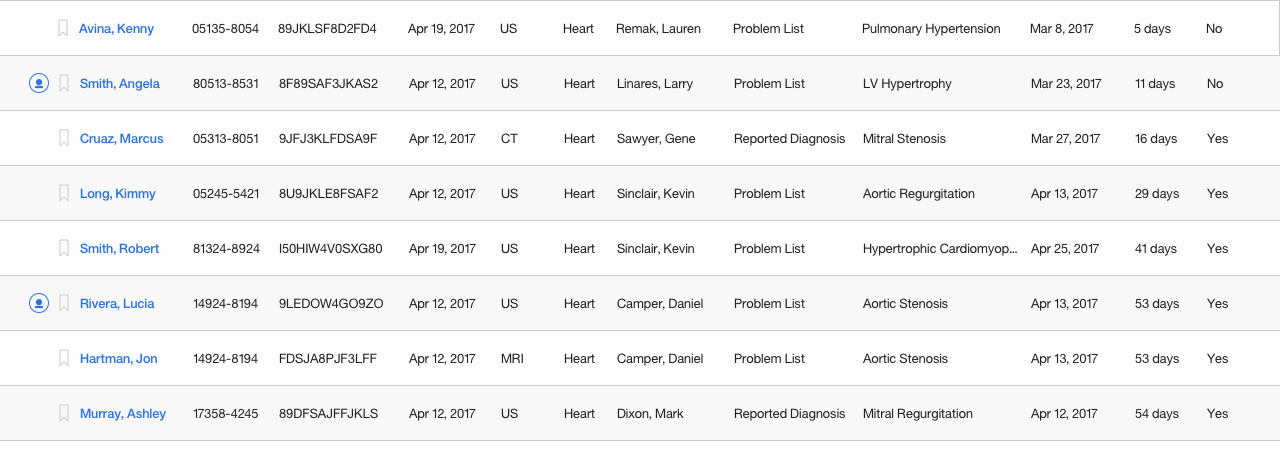 Avina, Kenny 05135-8054 89JKLSF8D2FD4 Apr 19, 2017 US Heart Remak, Lauren Problem List Pulmonary Hypertension Mar 8, 2017 5 days No
Smith, Angela 80513-8531 8F89SAF3JKAS2 Apr 12, 2017 US Heart Linares, Larry Problem List LV Hypertrophy Mar 23, 2017 11 days No
Cruaz, Marcus 05313-8051 9JFJ3KLFDSA9F Apr 12, 2017 CT Heart Sawyer, Gene Reported Diagnosis Mitral Stenosis Mar 27, 2017 16 days Yes
Long, Kimmy 05245-5421 8U9JKLE8FSAF2 Apr 12, 2017 US Heart Sinclair, Kevin Problem List Aortic Regurgitation Apr 13, 2017 29 days Yes
Smith, Robert 81324-8924 I50HIW4V0SXG80 Apr 19, 2017 US Heart Sinclair, Kevin Problem List Hypertrophic Cardiomyop... Apr 25, 2017 41 days Yes
Rivera, Lucia 14924-8194 9LEDOW4GO9ZO Apr 12, 2017 US Heart Camper, Daniel Problem List Aortic Stenosis Apr 13, 2017 53 days Yes
Hartman, Jon 14924-8194 FDSJA8PJF3LFF Apr 12, 2017 MRI Heart Camper, Daniel Problem List Aortic Stenosis Apr 13, 2017 53 days Yes
Murray, Ashley 17358-4245 89DFSAJFFJKLS Apr 12, 2017 US Heart Dixon, Mark Reported Diagnosis Mitral Regurgitation Apr 12, 2017 54 days Yes